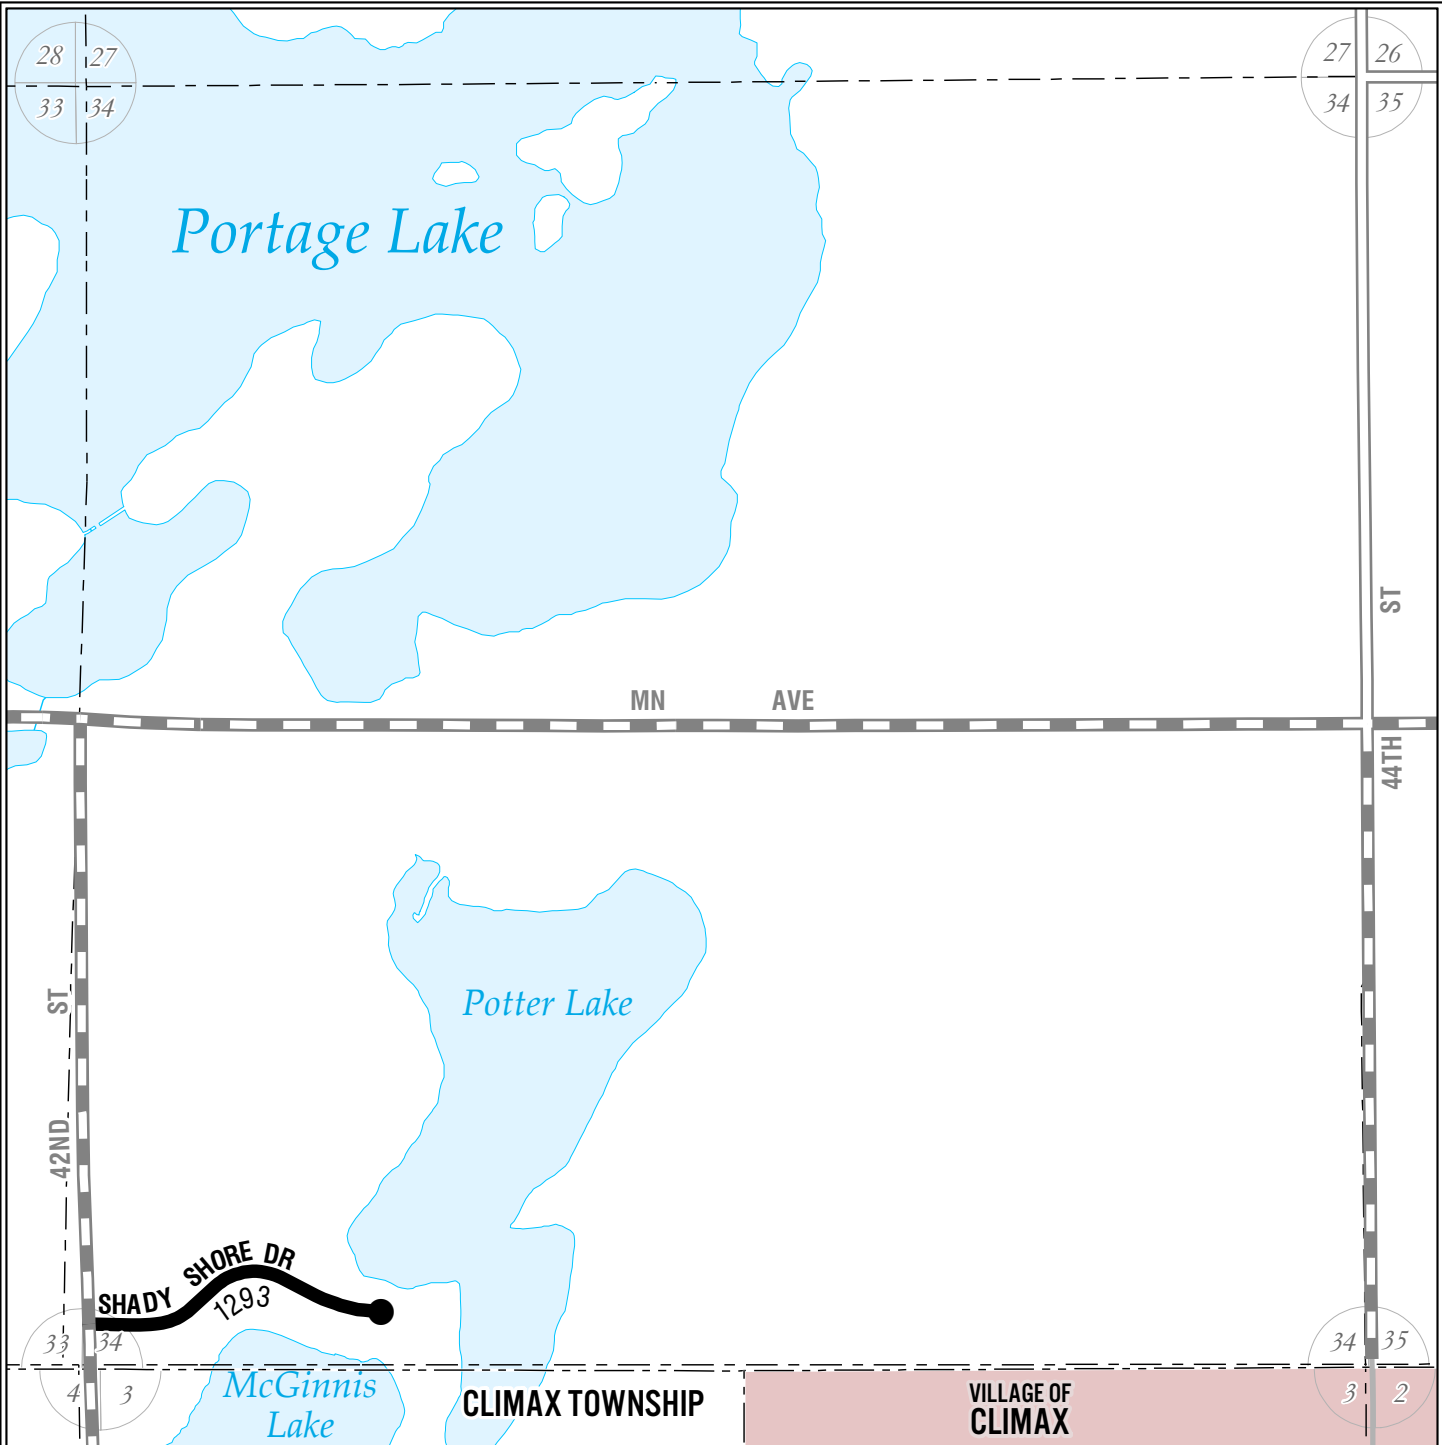 28 27
33 34
27 26
34 35
Portage Lake
ST
MN AVE
44TH
Potter Lake
ST
42ND
SHADY SHORE DR
1293
33 34
4 3
34 35
3 2
McGinnis
Lake
CLIMAX TOWNSHIP
VILLAGE OF
CLIMAX